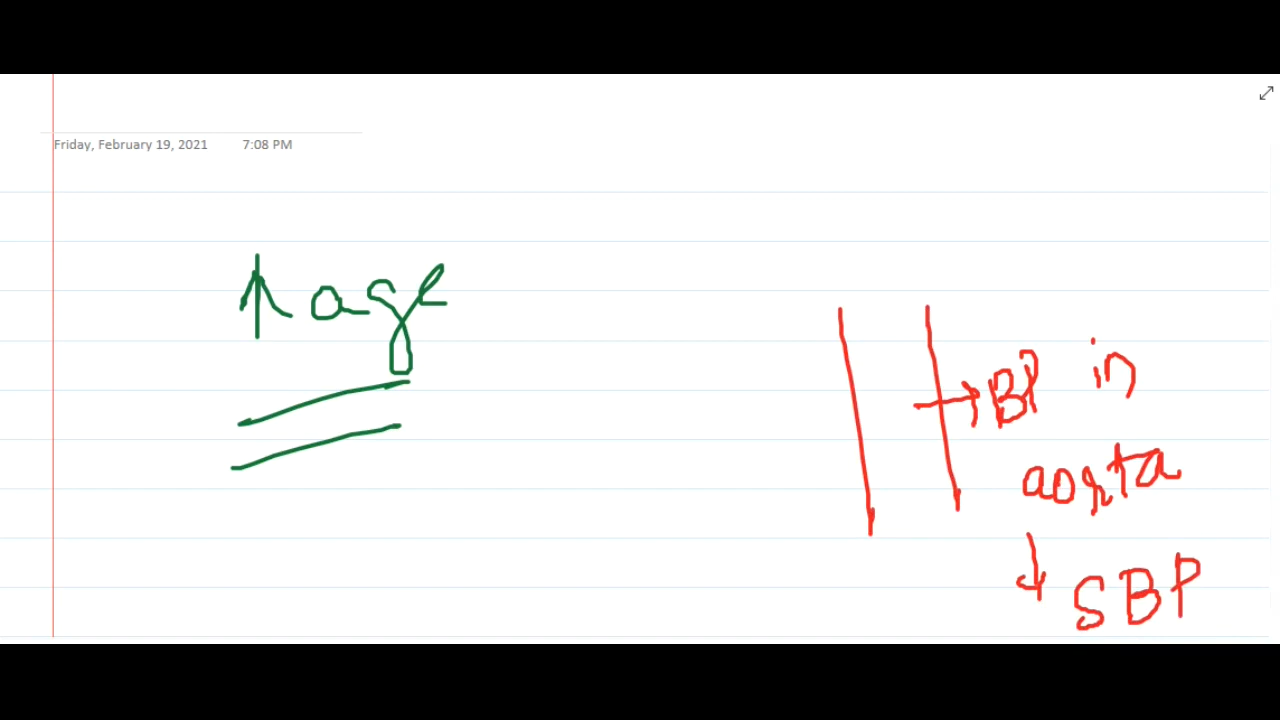 Friday, February 19, 2021 7:08 PM
↑ age
→ BP in
aorta
↓ SBP